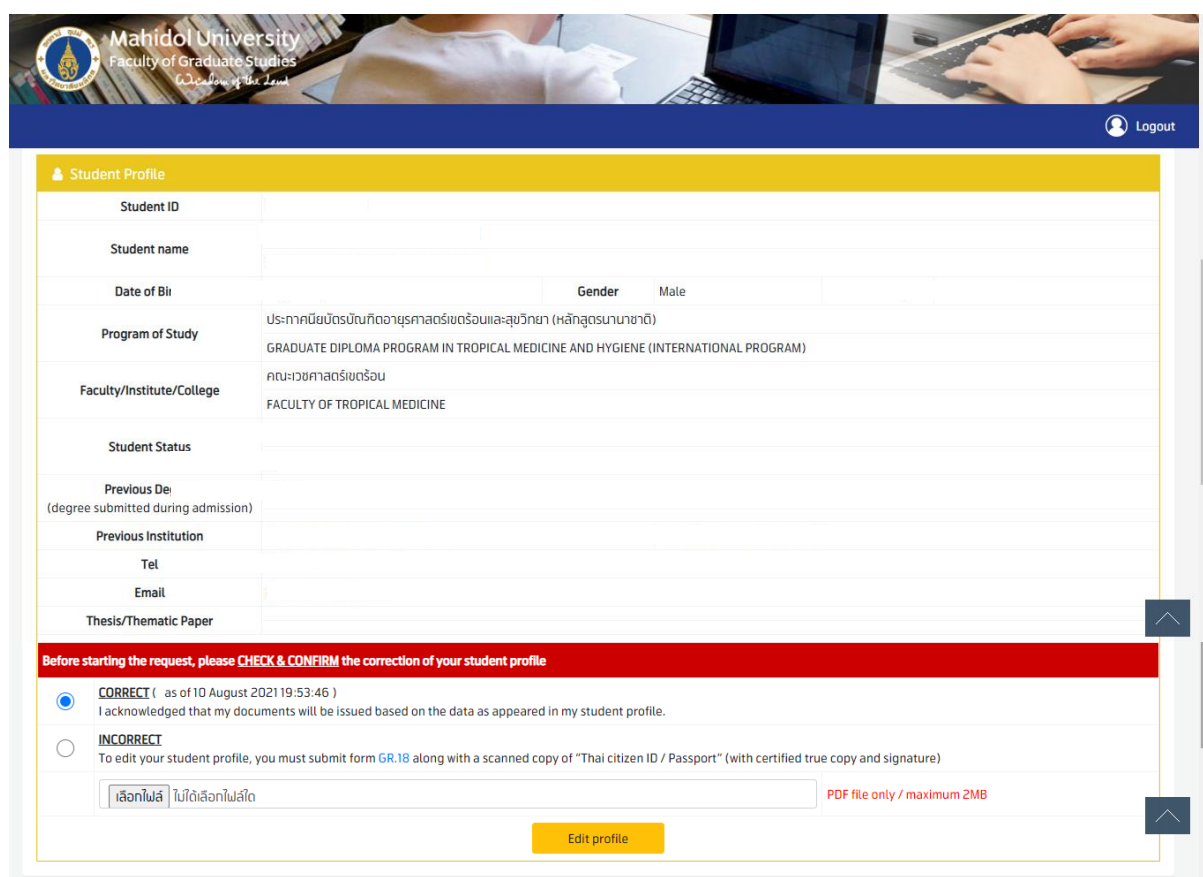 Mahidol University
Faculty of Graduate Studies
Wisdom of the Land
Logout
Student Profile
Student ID
Student name
Date of Bi
Gender Male
Program of Study
ประกาศนียบัตรบัณฑิตอายุรศาสตร์เขตร้อนและสุขวิทยา (หลักสูตรนานาชาติ)
GRADUATE DIPLOMA PROGRAM IN TROPICAL MEDICINE AND HYGIENE (INTERNATIONAL PROGRAM)
Faculty/Institute/College
คณะเวชศาสตร์เขตร้อน
FACULTY OF TROPICAL MEDICINE
Student Status
Previous De
(degree submitted during admission)
Previous Institution
Tel
Email
Thesis/Thematic Paper
Before starting the request, please CHECK & CONFIRM the correction of your student profile
CORRECT ( as of 10 August 2021 19:53:46 )
I acknowledged that my documents will be issued based on the data as appeared in my student profile.
INCORRECT
To edit your student profile, you must submit form GR.18 along with a scanned copy of "Thai citizen ID / Passport" (with certified true copy and signature)
เลือกไฟล์ ไม่ได้เลือกไฟล์ใด
PDF file only / maximum 2MB
Edit profile